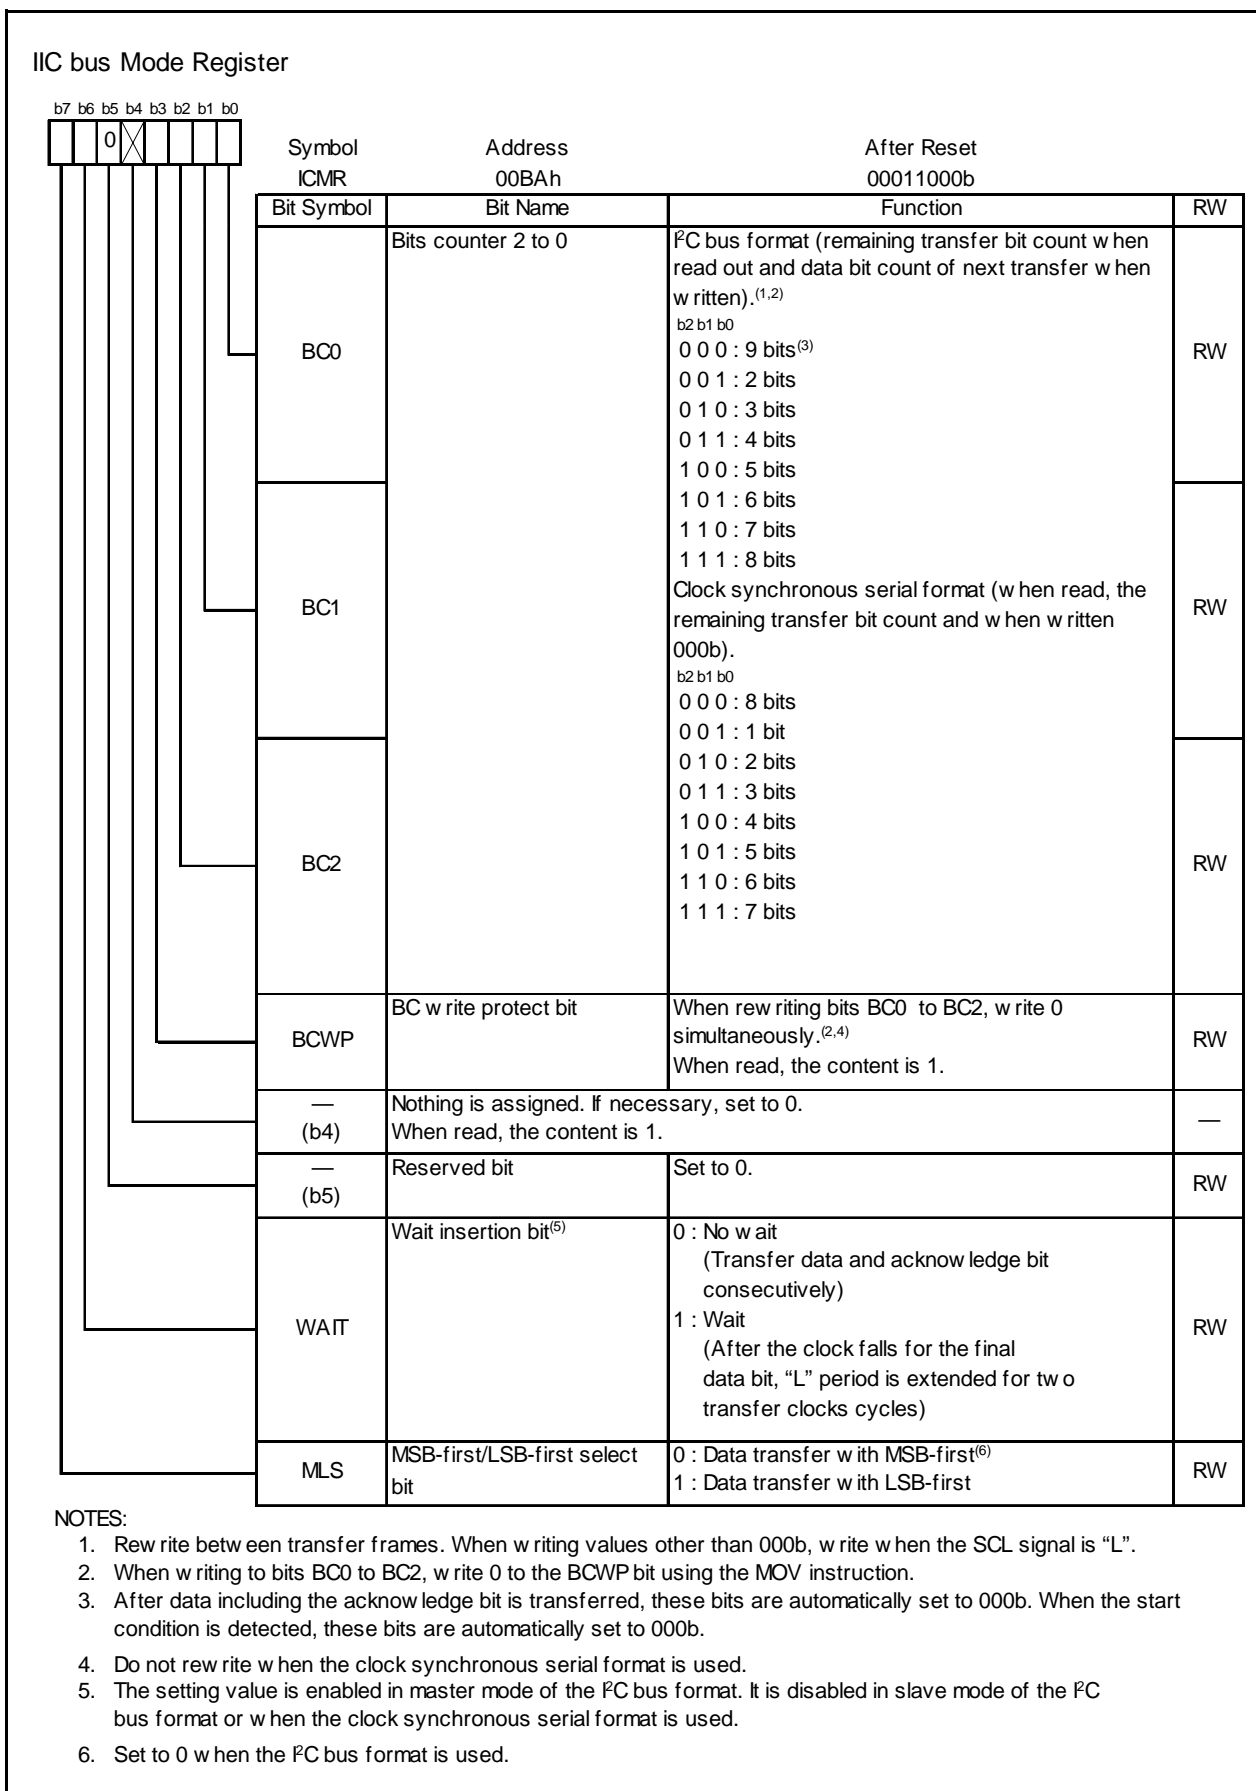 IIC bus Mode Register
b7 b6 b5 b4 b3 b2 b1 b0
0
Symbol Address After Reset
ICMR 00BAh 00011000b
Bit Symbol Bit Name Function RW
BC0 Bits counter 2 to 0 I²C bus format (remaining transfer bit count when
read out and data bit count of next transfer when
written).(1,2)
b2 b1 b0
0 0 0 : 9 bits(3)
RW
0 0 1 : 2 bits
0 1 0 : 3 bits
0 1 1 : 4 bits
1 0 0 : 5 bits
1 0 1 : 6 bits
1 1 0 : 7 bits
1 1 1 : 8 bits
BC1 Clock synchronous serial format (when read, the
remaining transfer bit count and when written
RW
000b).
b2 b1 b0
0 0 0 : 8 bits
0 0 1 : 1 bit
0 1 0 : 2 bits
0 1 1 : 3 bits
1 0 0 : 4 bits
BC2 1 0 1 : 5 bits RW
1 1 0 : 6 bits
1 1 1 : 7 bits
BCWP BC write protect bit When rewriting bits BC0 to BC2, write 0
simultaneously.(2,4)
When read, the content is 1.
RW
—
(b4)
Nothing is assigned. If necessary, set to 0.
When read, the content is 1.
—
—
(b5)
Reserved bit Set to 0. RW
WAIT Wait insertion bit(5) 0 : No wait
(Transfer data and acknowledge bit
consecutively)
1 : Wait
(After the clock falls for the final
data bit, “L” period is extended for two
transfer clocks cycles)
RW
MLS MSB-first/LSB-first select
bit
0 : Data transfer with MSB-first(6)
1 : Data transfer with LSB-first
RW
NOTES:
1. Rewrite between transfer frames. When writing values other than 000b, write when the SCL signal is “L”.
2. When writing to bits BC0 to BC2, write 0 to the BCWP bit using the MOV instruction.
3. After data including the acknowledge bit is transferred, these bits are automatically set to 000b. When the start
condition is detected, these bits are automatically set to 000b.
4. Do not rewrite when the clock synchronous serial format is used.
5. The setting value is enabled in master mode of the I²C bus format. It is disabled in slave mode of the I²C
bus format or when the clock synchronous serial format is used.
6. Set to 0 when the I²C bus format is used.